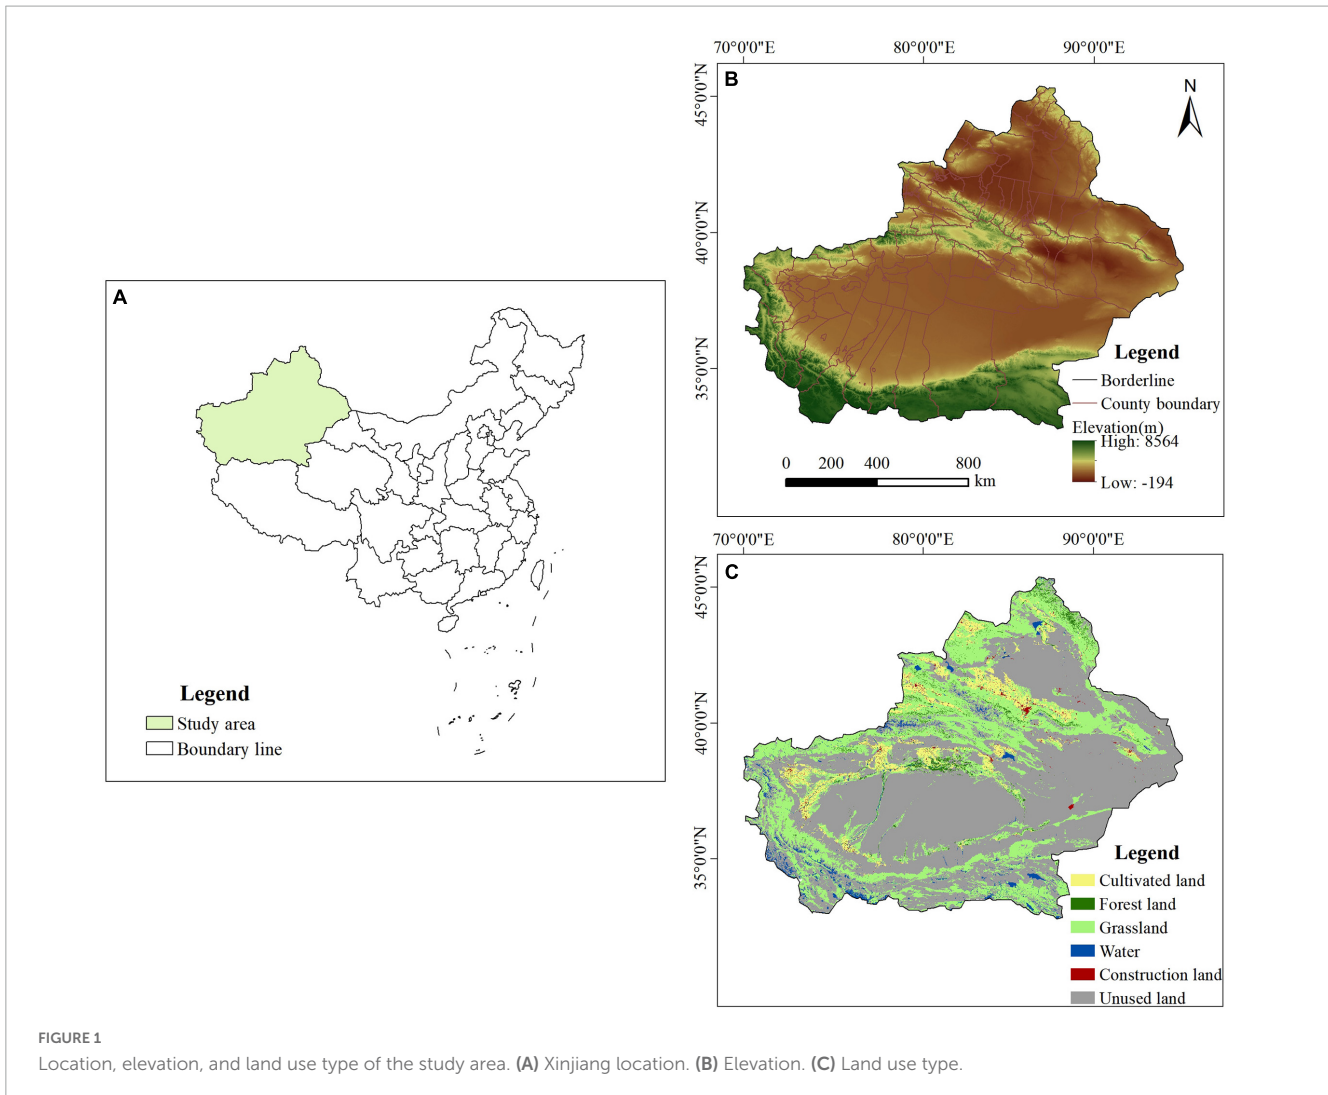 A
Legend
Study area
Boundary line
70°0'0"E
80°0'0"E
90°0'0"E
B
N
45°0'0"N
40°0'0"N
35°0'0"N
Legend
Borderline
County boundary
Elevation(m)
High: 8564
Low: -194
0 200 400 800
km
70°0'0"E
80°0'0"E
90°0'0"E
C
45°0'0"N
40°0'0"N
35°0'0"N
Legend
Cultivated land
Forest land
Grassland
Water
Construction land
Unused land
FIGURE 1
Location, elevation, and land use type of the study area. (A) Xinjiang location. (B) Elevation. (C) Land use type.